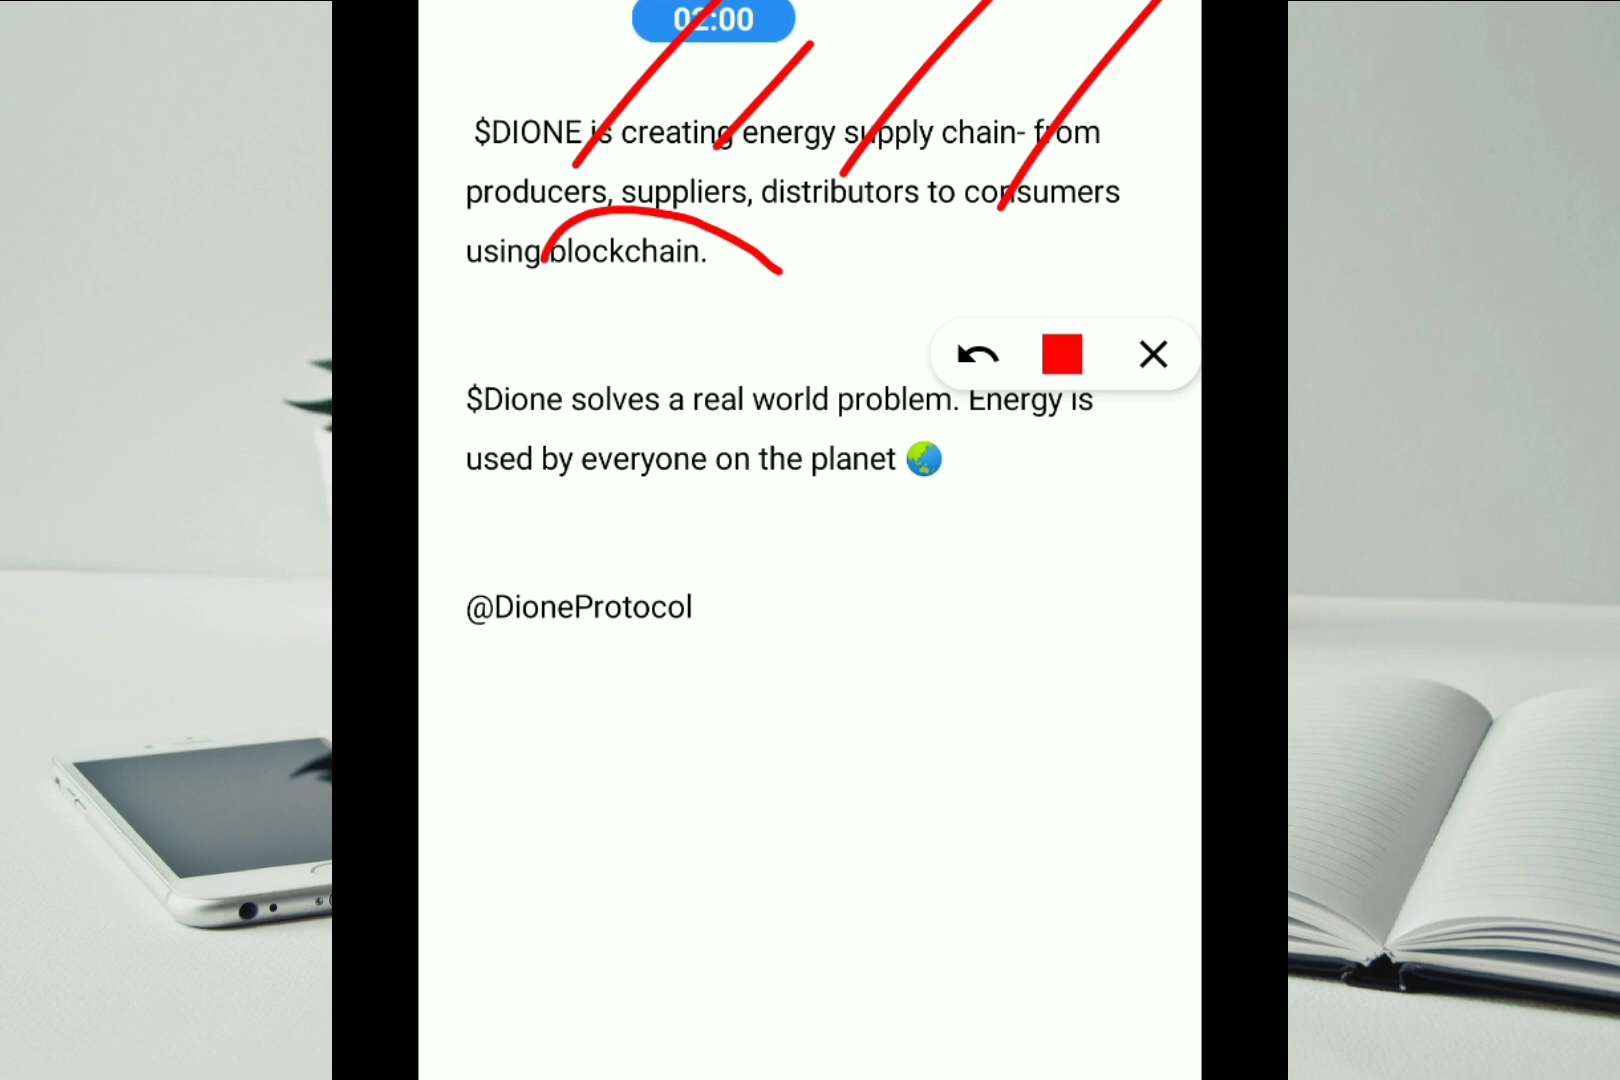 02:00
$DIONE is creating energy supply chain- from
producers, suppliers, distributors to consumers
using blockchain.
$Dione solves a real world problem. Energy is
used by everyone on the planet 🌏
@DioneProtocol